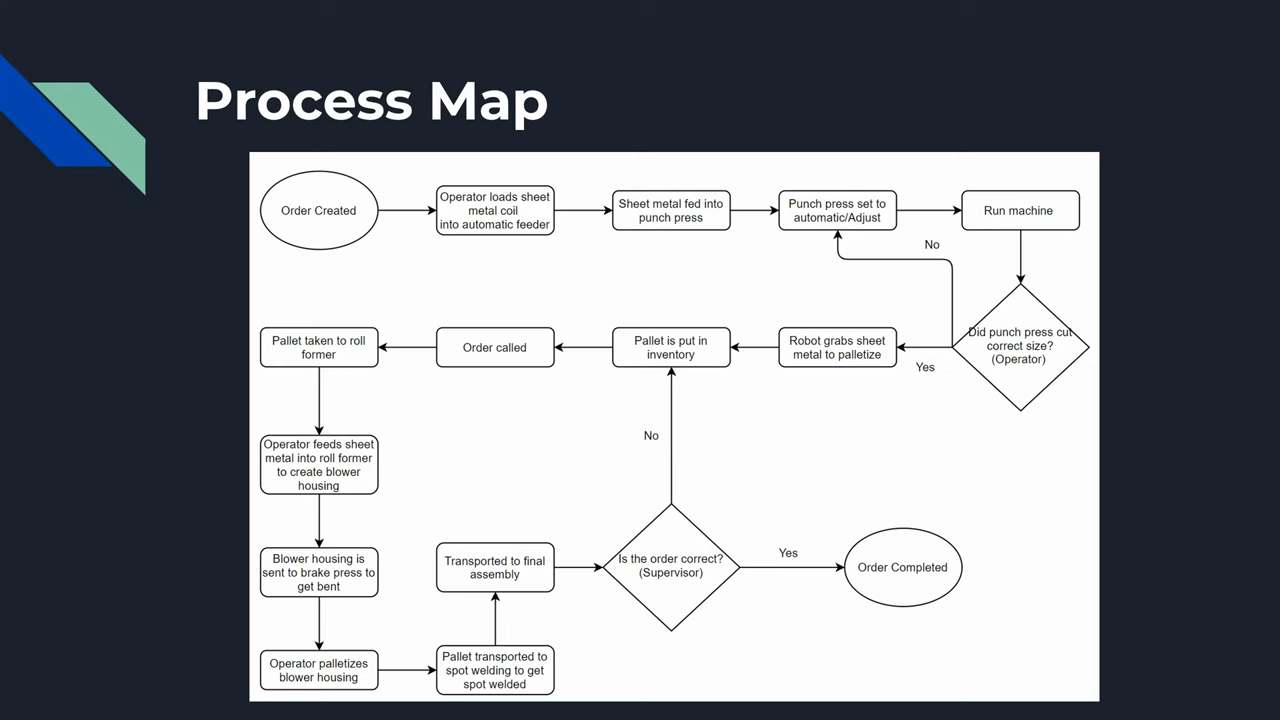 Process Map
Order Created
Operator loads sheet
metal coil
into automatic feeder
Sheet metal fed into
punch press
Punch press set to
automatic/Adjust
Run machine
No
Did punch press cut
correct size?
(Operator)
Yes
Robot grabs sheet
metal to palletize
Pallet is put in
inventory
Order called
Pallet taken to roll
former
Operator feeds sheet
metal into roll former
to create blower
housing
Blower housing is
sent to brake press to
get bent
Operator palletizes
blower housing
Pallet transported to
spot welding to get
spot welded
Transported to final
assembly
Is the order correct?
(Supervisor)
No
Yes
Order Completed